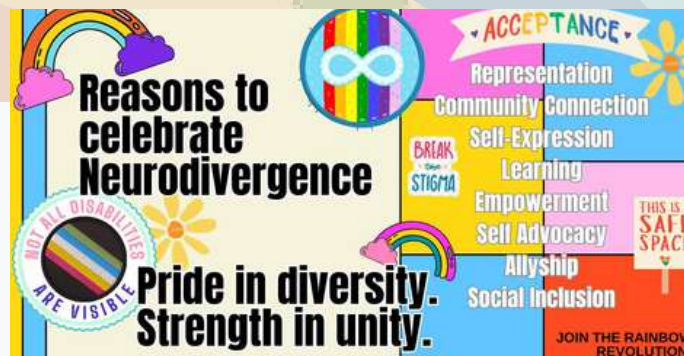 Reasons to
celebrate
Neurodivergence
NOT ALL DISABILITIES
ARE VISIBLE
Pride in diversity.
Strength in unity.
ACCEPTANCE
Representation
Community Connection
Self-Expression
Learning
Empowerment
Self Advocacy
Allyship
Social Inclusion
BREAK
THE
STIGMA
THIS IS
SAFE
SPACE
JOIN THE RAINBOW
REVOLUTION